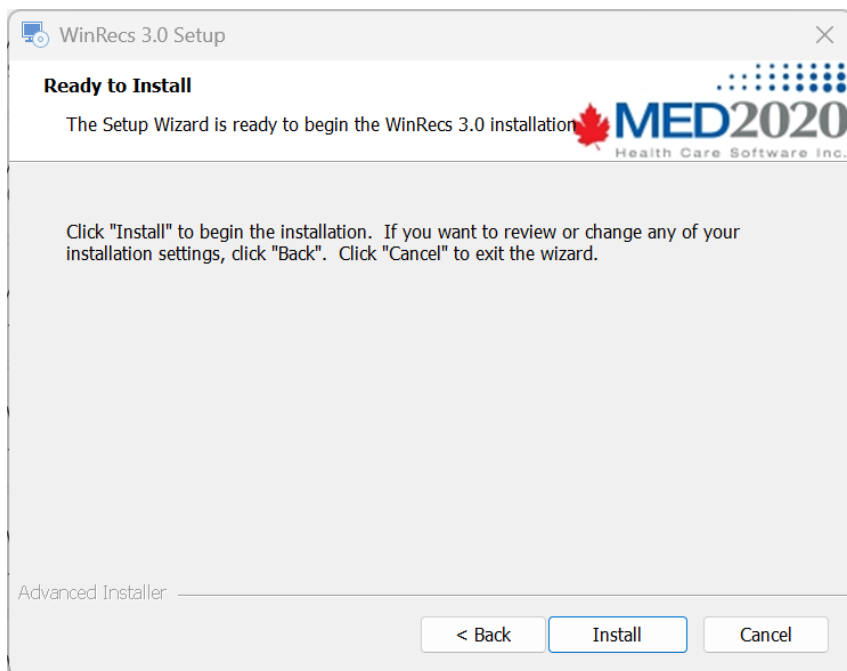 WinRecs 3.0 Setup
Ready to Install
The Setup Wizard is ready to begin the WinRecs 3.0 installation
MED2020
Health Care Software Inc.
Click "Install" to begin the installation. If you want to review or change any of your
installation settings, click "Back". Click "Cancel" to exit the wizard.
Advanced Installer
< Back
Install
Cancel